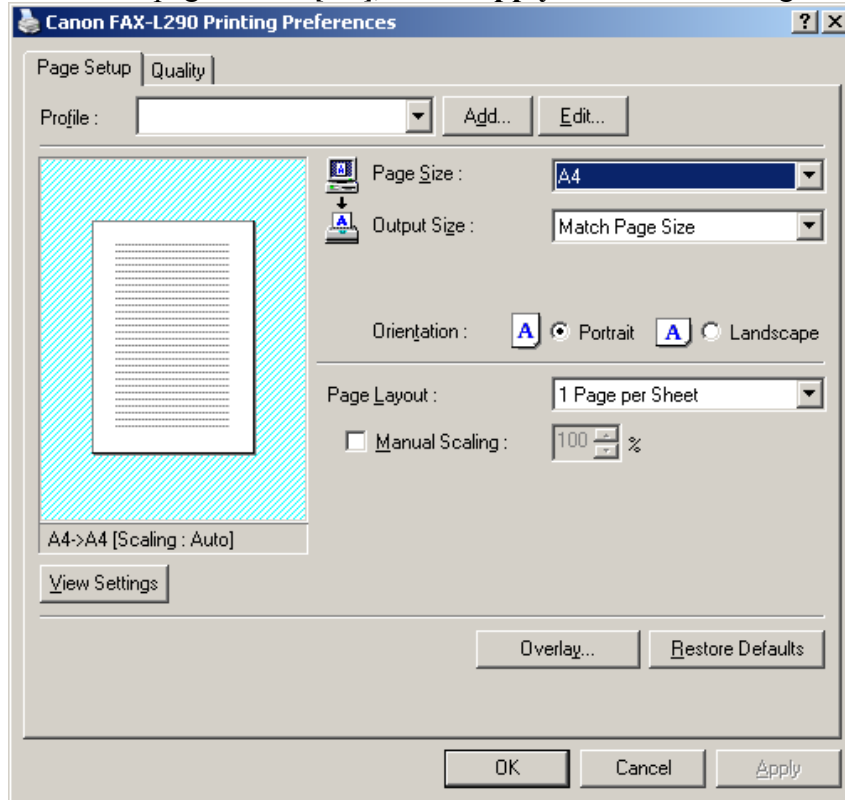 Canon FAX-L290 Printing Preferences
Page Setup Quality
Profile : Add... Edit...
Page Size : A4
Output Size : Match Page Size
Orientation : A Portrait A Landscape
Page Layout : 1 Page per Sheet
Manual Scaling : 100 %
A4->A4 [Scaling : Auto]
View Settings
Overlay... Restore Defaults
OK Cancel Apply